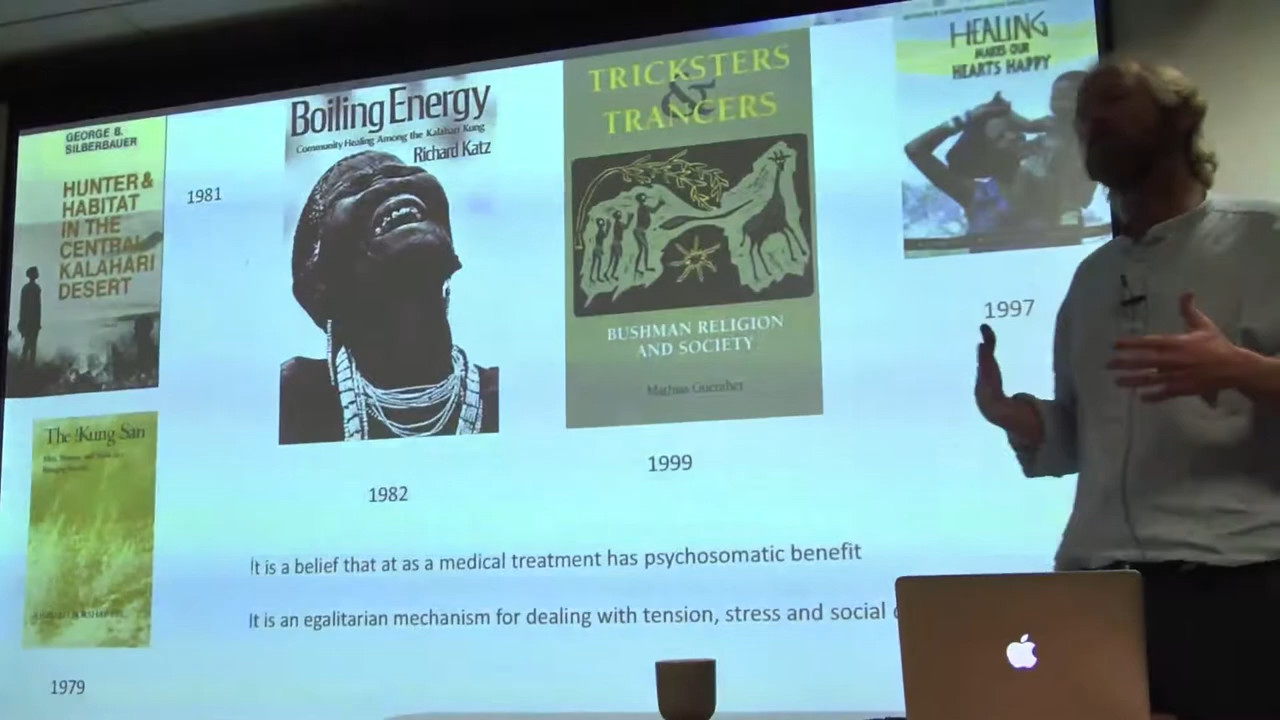 GEORGE B.
SILBERBAUER
HUNTER &
HABITAT
IN THE
CENTRAL
KALAHARI
DESERT
1981
Boiling Energy
Community Healing Among the Kalahari Kung
Richard Katz
1982
TRICKSTERS
&
TRANCERS
BUSHMAN RELIGION
AND SOCIETY
Mathias Guenther
1999
HEALING
MAKES OUR
HEARTS HAPPY
1997
The !Kung San
1979
It is a belief that at as a medical treatment has psychosomatic benefit
It is an egalitarian mechanism for dealing with tension, stress and social